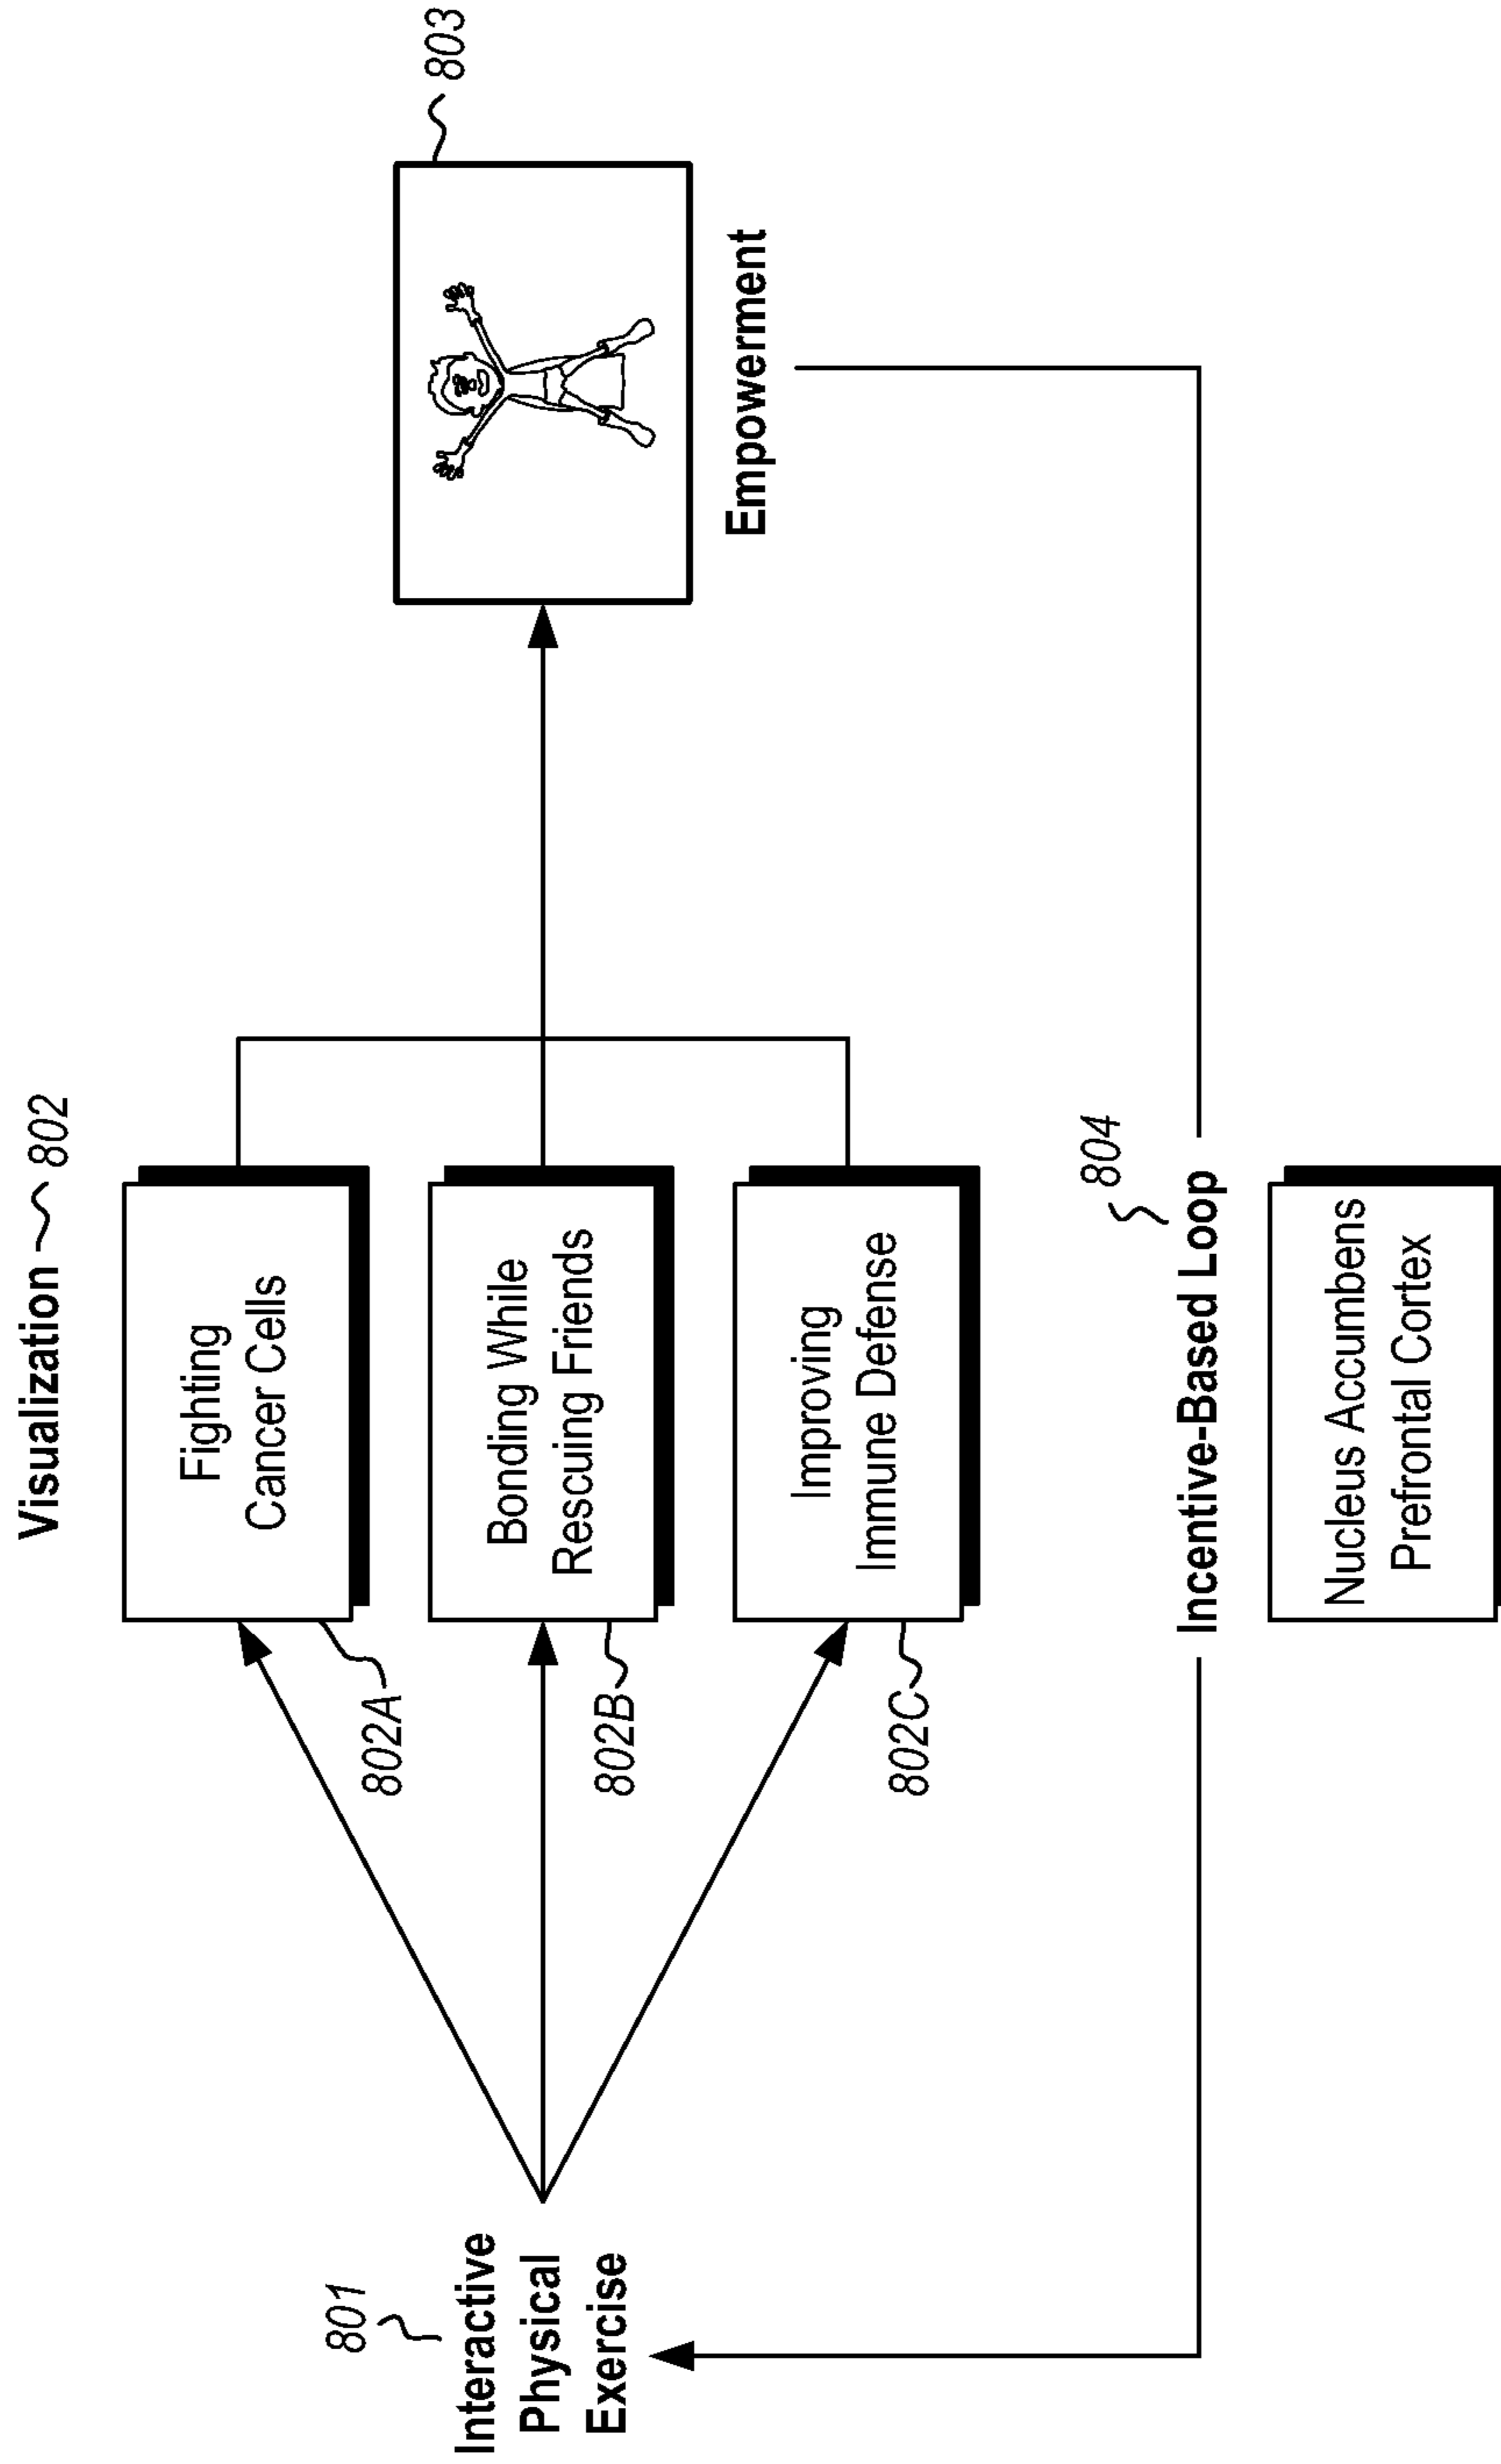 Visualization
802
Interactive
Physical
Exercise
801
Fighting
Cancer Cells
802A
Bonding While
Rescuing Friends
802B
Improving
Immune Defense
802C
803
Empowerment
804
Incentive-Based Loop
Nucleus Accumbens
Prefrontal Cortex